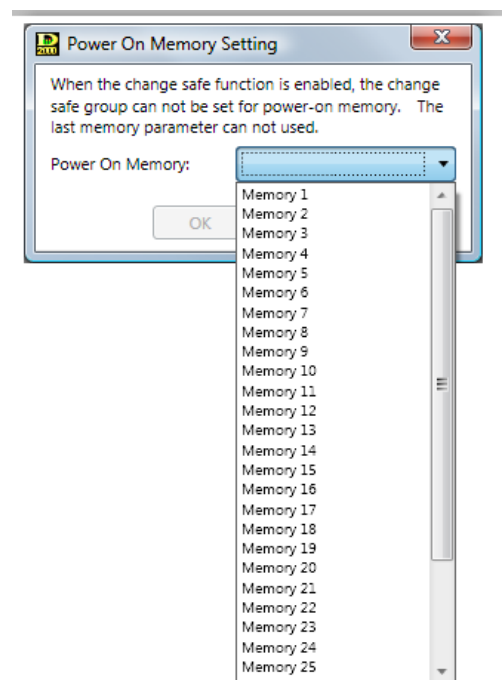 Power On Memory Setting
When the change safe function is enabled, the change
safe group can not be set for power-on memory. The
last memory parameter can not used.
Power On Memory:
OK
Memory 1
Memory 2
Memory 3
Memory 4
Memory 5
Memory 6
Memory 7
Memory 8
Memory 9
Memory 10
Memory 11
Memory 12
Memory 13
Memory 14
Memory 15
Memory 16
Memory 17
Memory 18
Memory 19
Memory 20
Memory 21
Memory 22
Memory 23
Memory 24
Memory 25